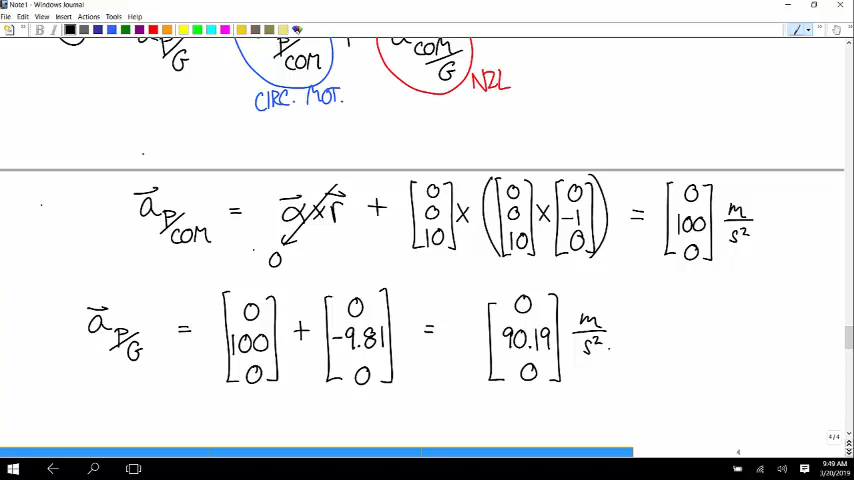 Note1 - Windows Journal
File Edit View Insert Actions Tools Help
a P/G P/COM + a COM/G
CIRC. MOT. N2L
a⃗ P/COM = α⃗ × r⃗ + [0 0 10] × ([0 0 10] × [0 -1 0]) = [0 100 0] m/s²
0
a⃗ P/G = [0 100 0] + [0 -9.81 0] = [0 90.19 0] m/s².
4/4
9:49 AM
3/20/2019